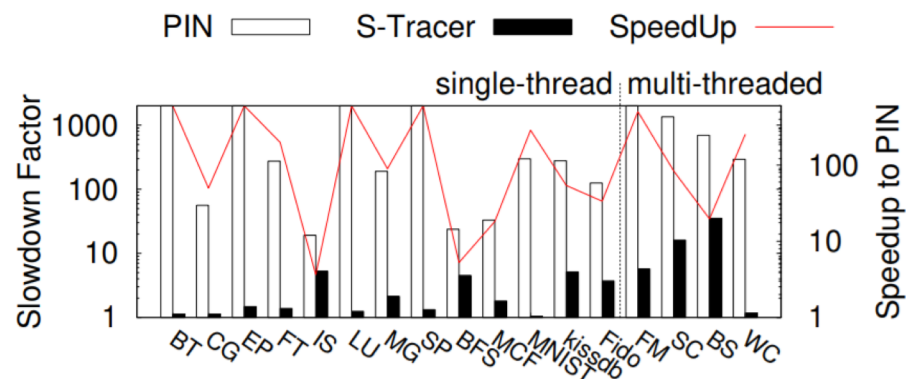 PIN S-Tracer SpeedUp
single-thread multi-threaded
Slowdown Factor
1000
100
10
1
Speedup to PIN
100
10
1
BT CG EP FT IS LU MG SP BFS MCF MNIST kissdb Fido FM SC BS WC